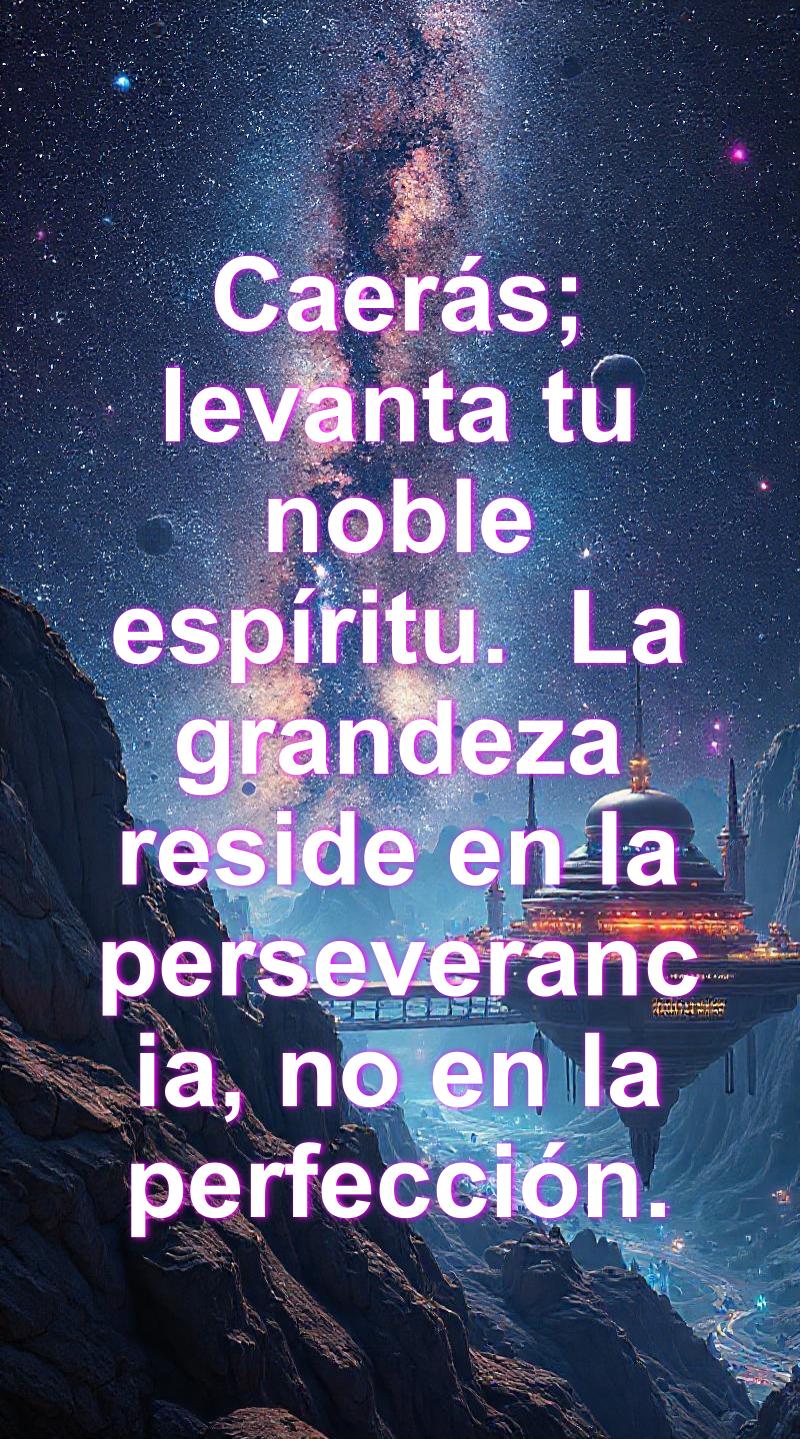 Caerás;
levanta tu
noble
espíritu.  La
grandeza
reside en la
perseveranc
ia, no en la
perfección.